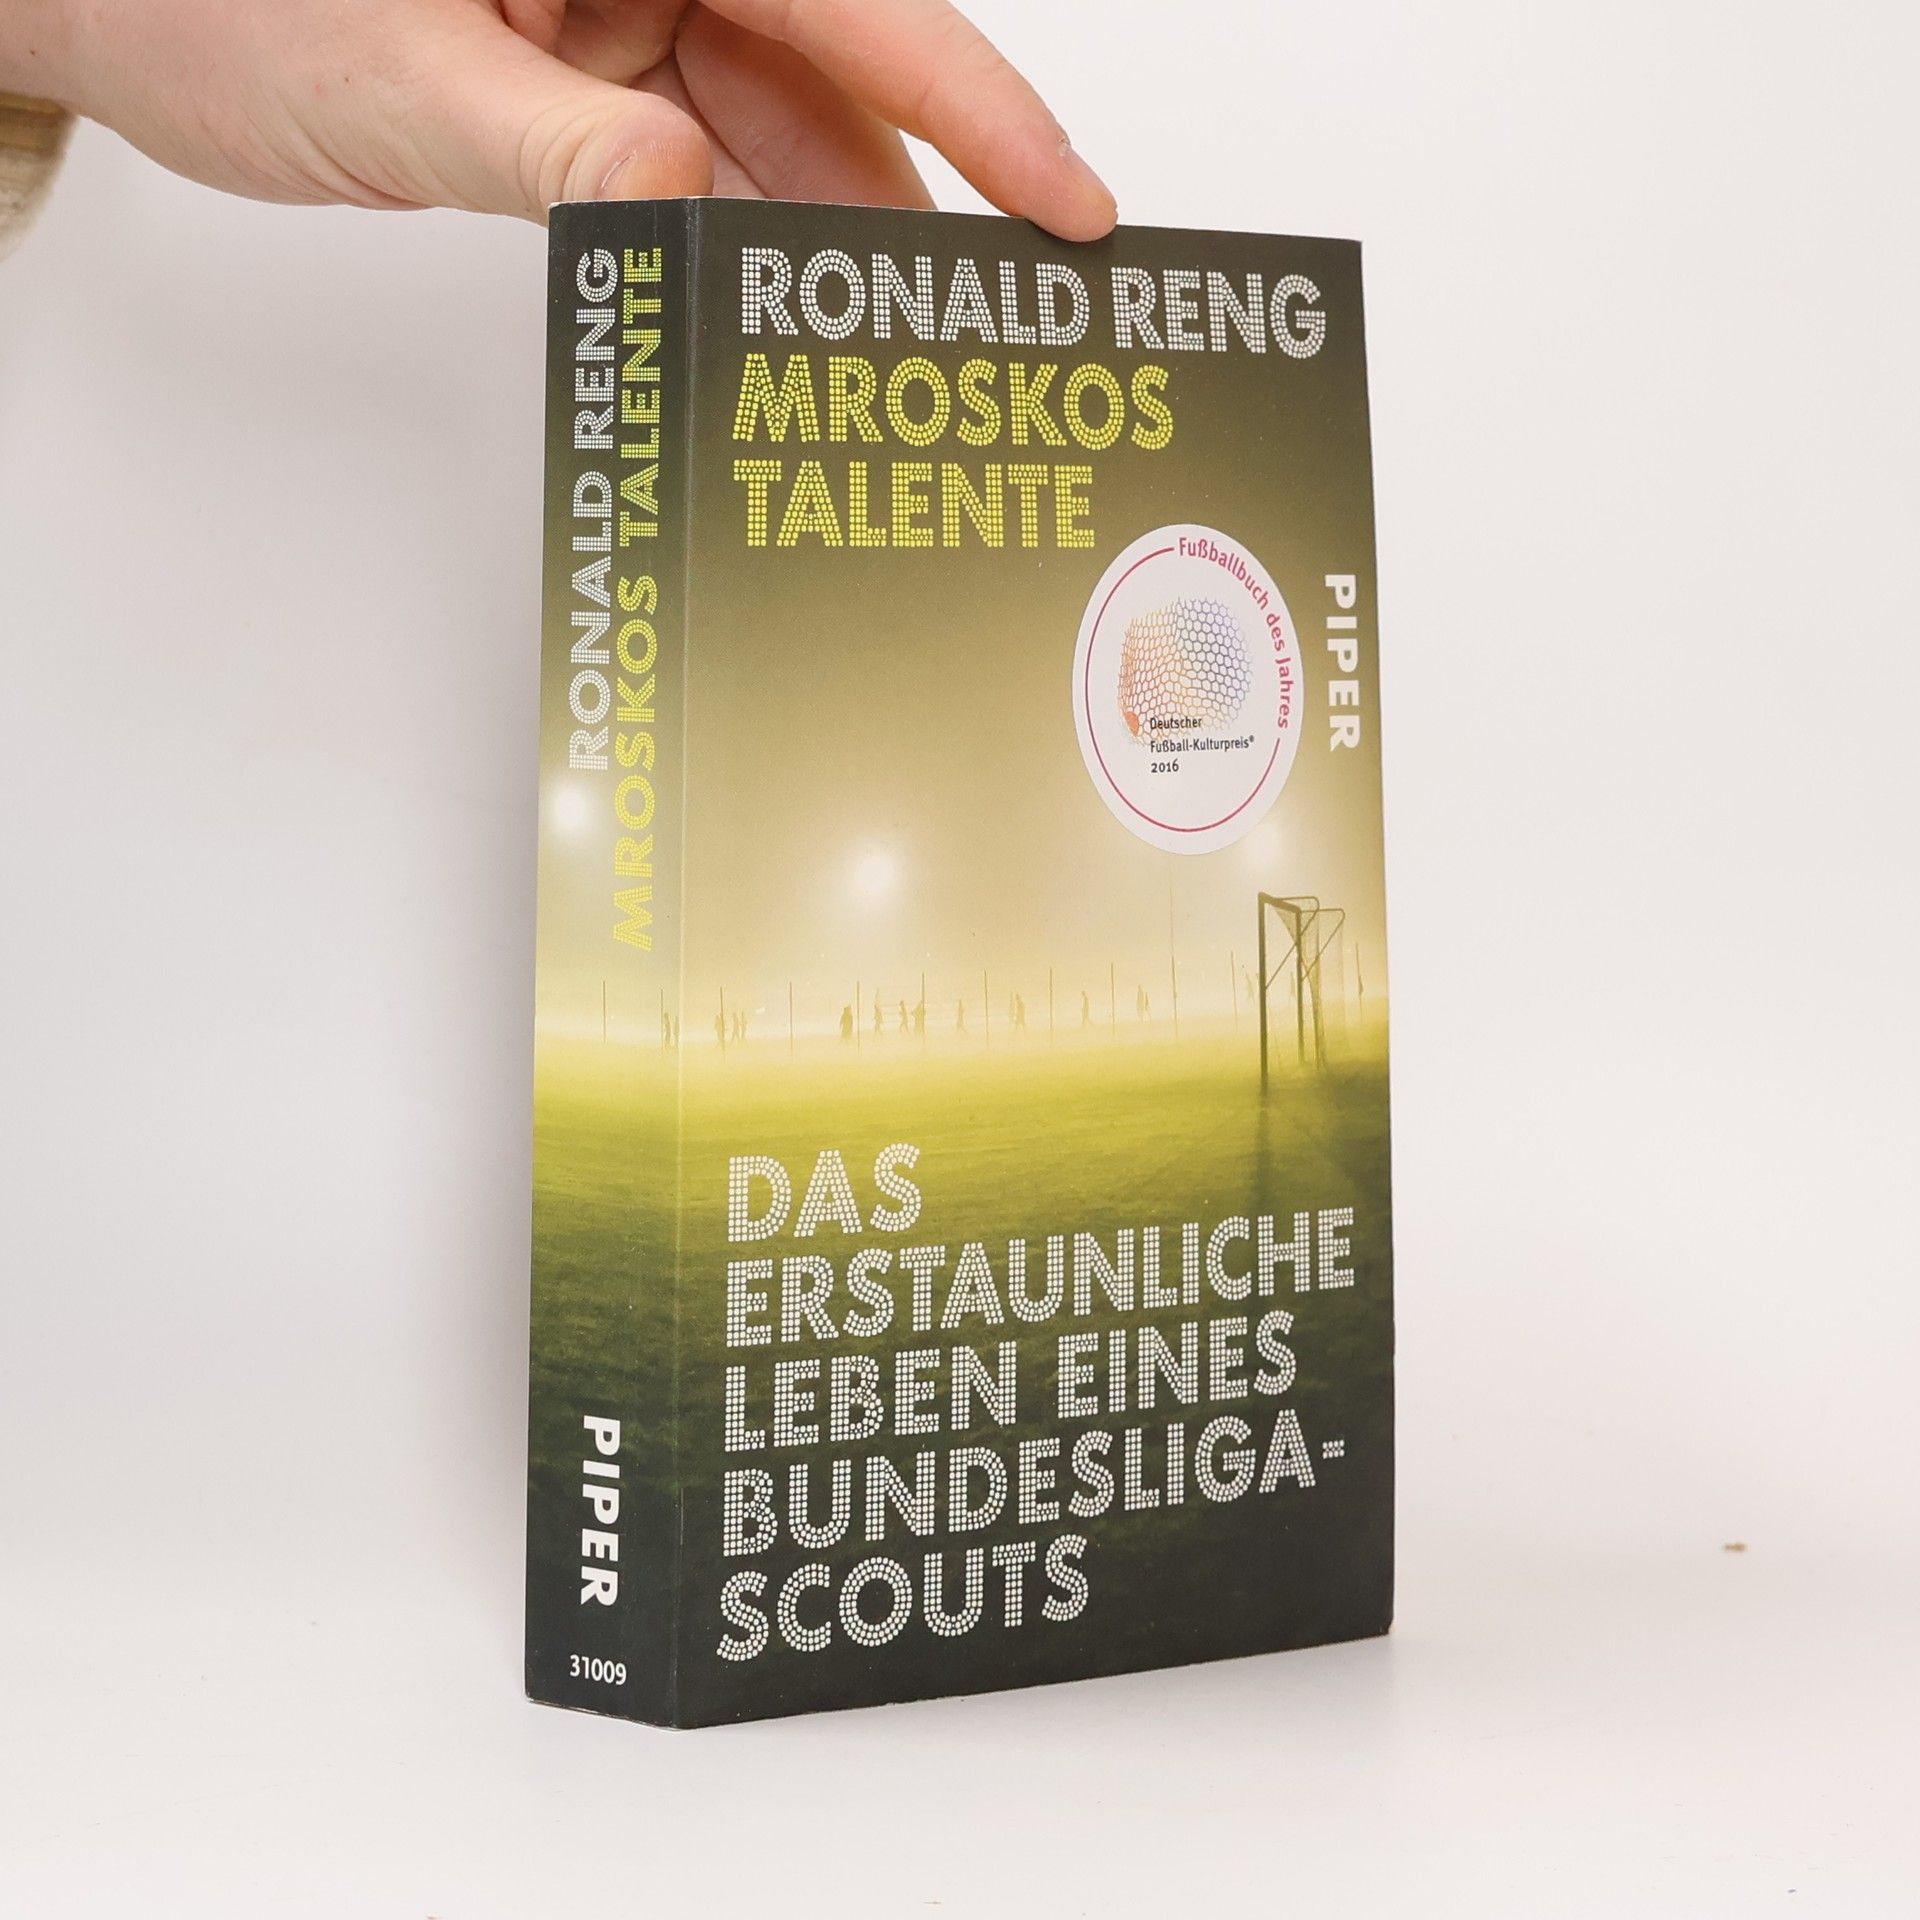 RONALD RENG
MROSKOS TALENTE
PIPER
31009
RONALD RENG
MROSKOS
TALENTE
Fußballbuch des Jahres
Deutscher
Fußball-Kulturpreis®
2016
PIPER
DAS
ERSTAUNLICHE
LEBEN EINES
BUNDESLIGA-
SCOUTS